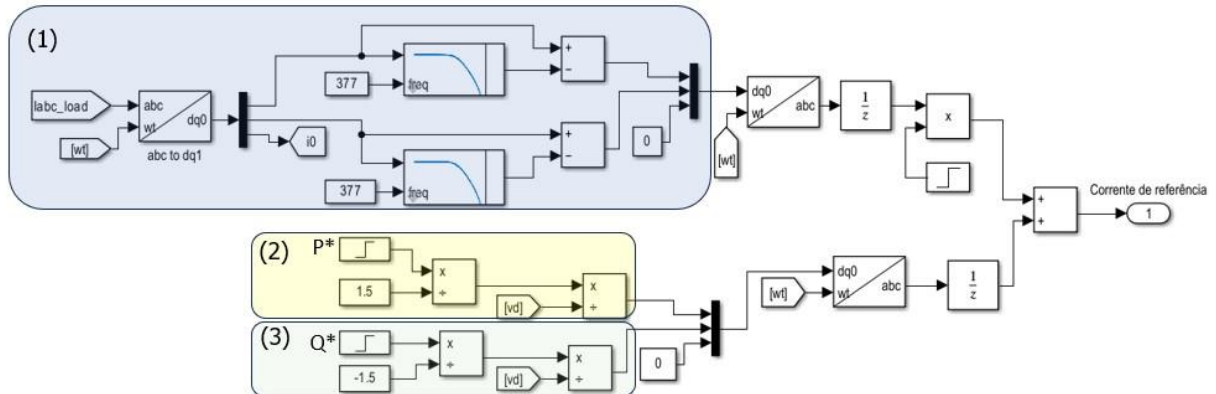 (1)
Iabc_load
[wt]
abc
wt
dq0
abc to dq1
i0
377
freq
+
−
377
freq
+
−
0
dq0
wt
abc
[wt]
1
z
x
Corrente de referência
+
+
1
(2)
P*
1.5
x
÷
[vd]
x
÷
(3)
Q*
-1.5
x
÷
[vd]
x
÷
0
[wt]
dq0
wt
abc
1
z